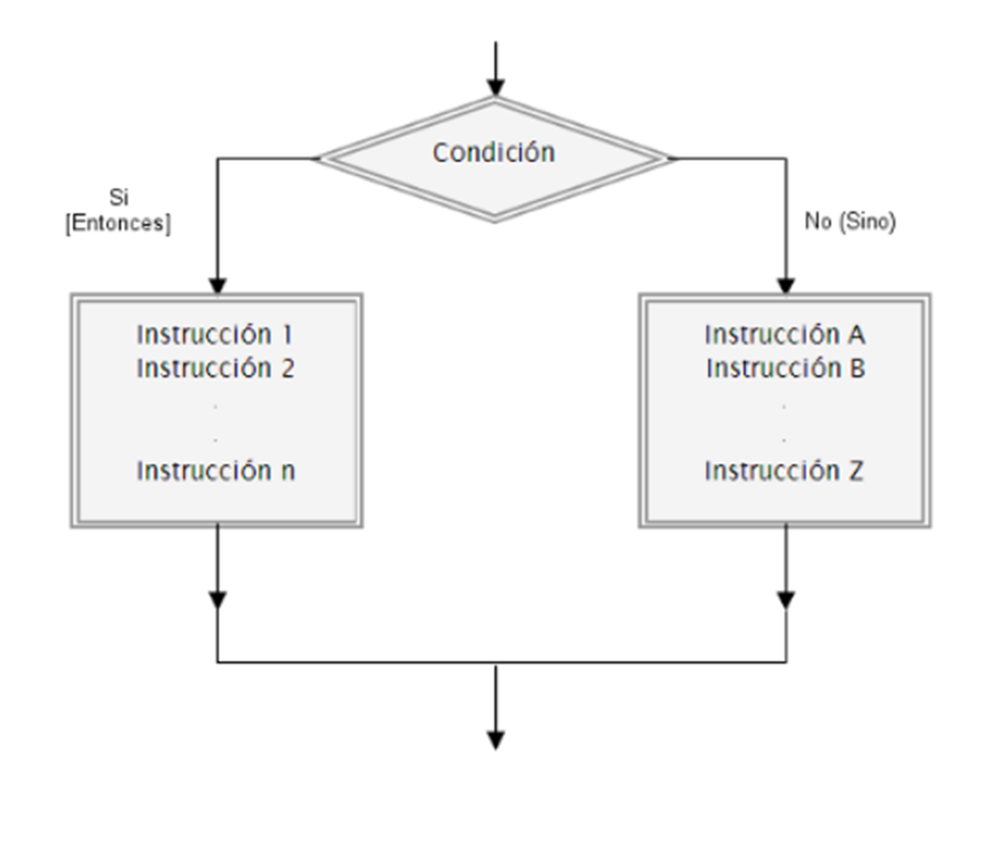 Condición
Si
[Entonces]
No (Sino)
Instrucción 1
Instrucción 2
.
.
Instrucción n
Instrucción A
Instrucción B
.
.
Instrucción Z